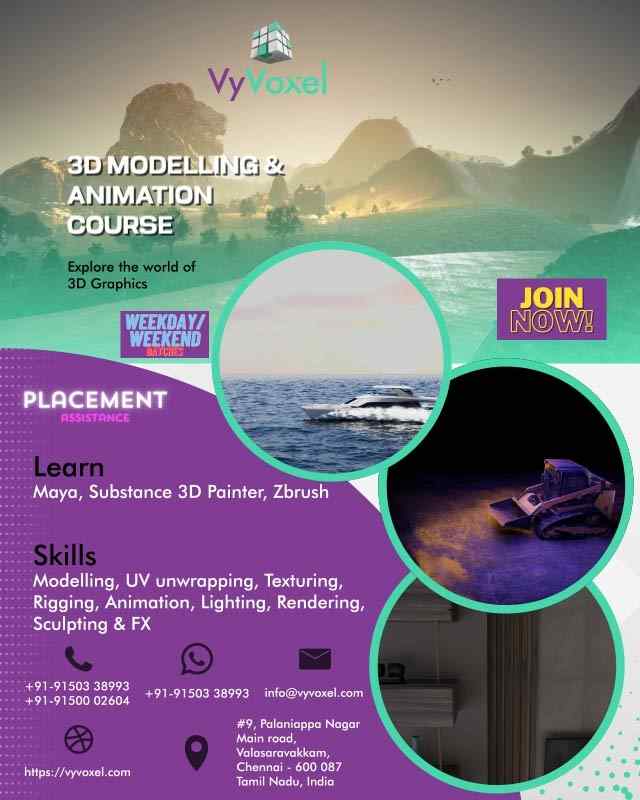 VyVoxel
3D MODELLING &
ANIMATION
COURSE
Explore the world of
3D Graphics
WEEKDAY/
WEEKEND
BATCHES
JOIN
NOW!
PLACEMENT
ASSISTANCE
Learn
Maya, Substance 3D Painter, Zbrush
Skills
Modelling, UV unwrapping, Texturing,
Rigging, Animation, Lighting, Rendering,
Sculpting & FX
+91-91503 38993
+91-91500 02604
+91-91503 38993
info@vyvoxel.com
https://vyvoxel.com
#9, Palaniappa Nagar
Main road,
Valasaravakkam,
Chennai - 600 087
Tamil Nadu, India